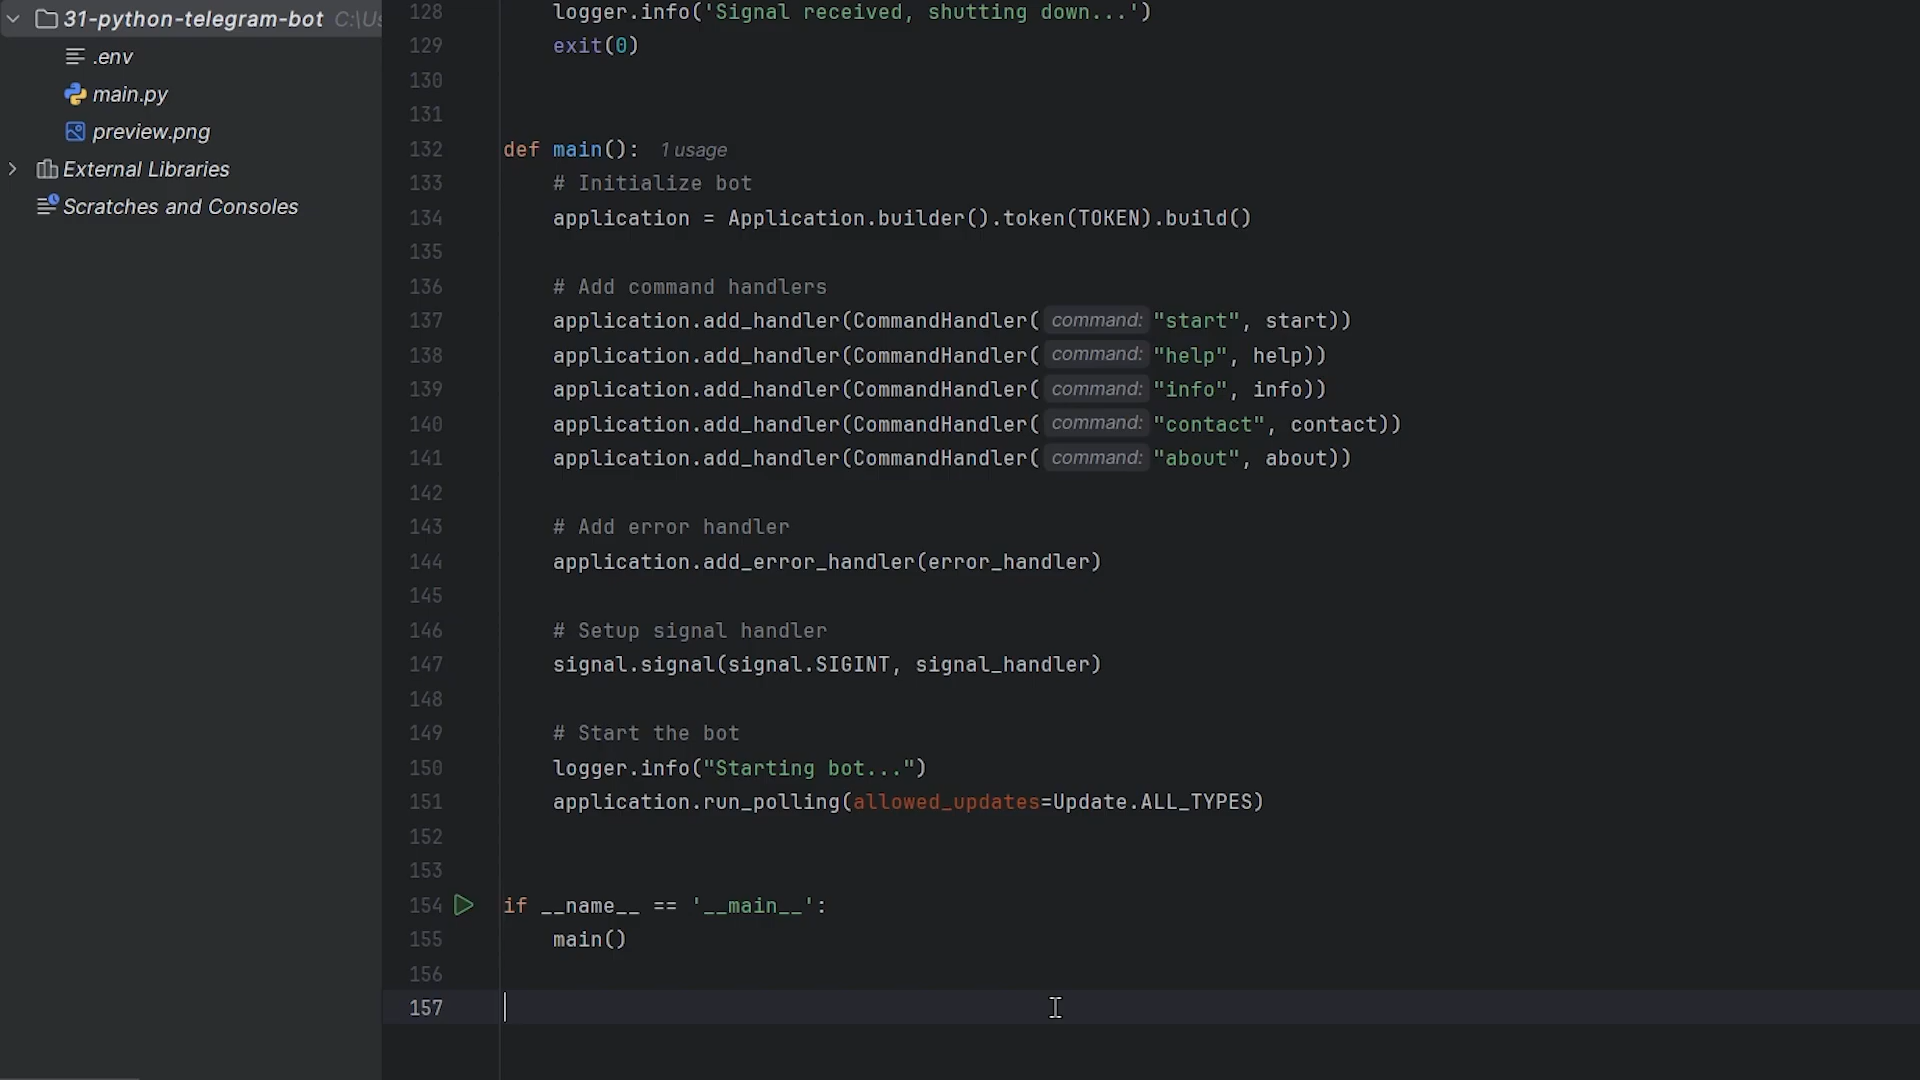 31-python-telegram-bot
.env
main.py
preview.png
External Libraries
Scratches and Consoles
128 logger.info('Signal received, shutting down...')
129 exit(0)
130
131
132 def main(): 1 usage
133 # Initialize bot
134 application = Application.builder().token(TOKEN).build()
135
136 # Add command handlers
137 application.add_handler(CommandHandler( command: "start", start))
138 application.add_handler(CommandHandler( command: "help", help))
139 application.add_handler(CommandHandler( command: "info", info))
140 application.add_handler(CommandHandler( command: "contact", contact))
141 application.add_handler(CommandHandler( command: "about", about))
142
143 # Add error handler
144 application.add_error_handler(error_handler)
145
146 # Setup signal handler
147 signal.signal(signal.SIGINT, signal_handler)
148
149 # Start the bot
150 logger.info("Starting bot...")
151 application.run_polling(allowed_updates=Update.ALL_TYPES)
152
153
154 if __name__ == '__main__':
155 main()
156
157